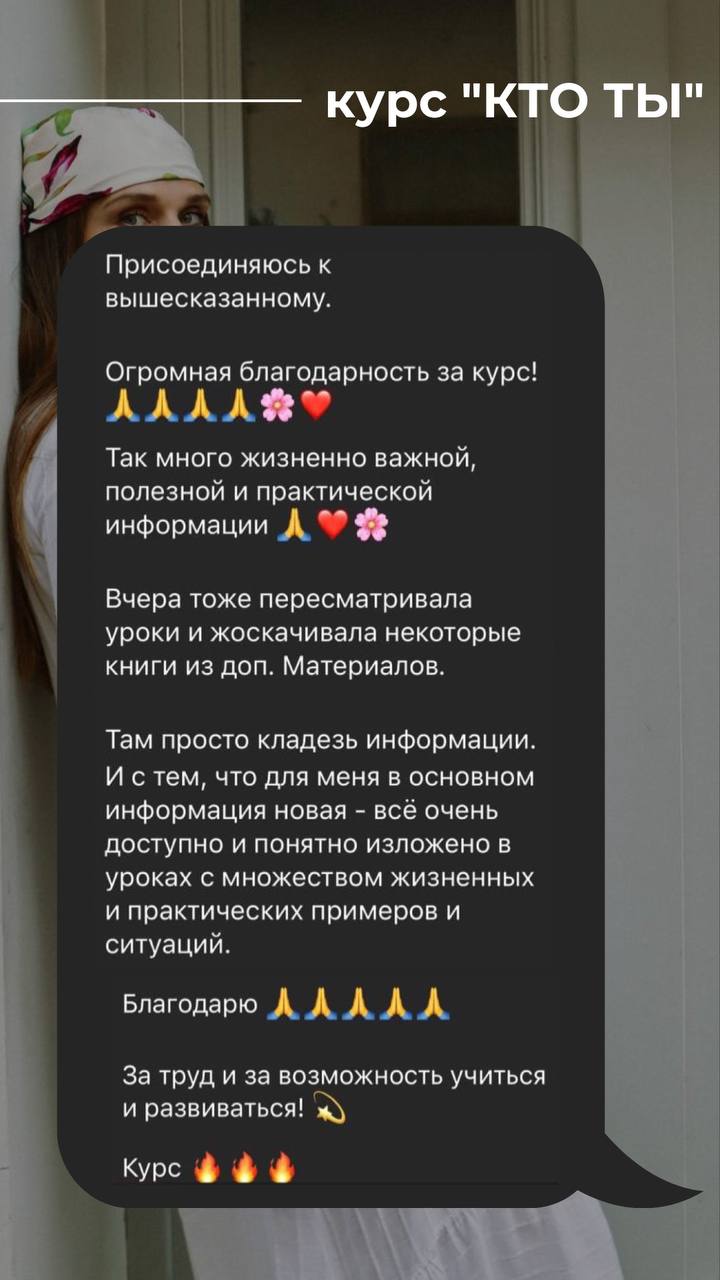 курс "КТО ТЫ"
Присоединяюсь к
вышесказанному.
Огромная благодарность за курс!
🙏🙏🙏🙏🌸❤️
Так много жизненно важной,
полезной и практической
информации 🙏❤️🌸
Вчера тоже пересматривала
уроки и жоскачивала некоторые
книги из доп. Материалов.
Там просто кладезь информации.
И с тем, что для меня в основном
информация новая - всё очень
доступно и понятно изложено в
уроках с множеством жизненных
и практических примеров и
ситуаций.
Благодарю 🙏🙏🙏🙏🙏
За труд и за возможность учиться
и развиваться! 💫
Курс 🔥🔥🔥